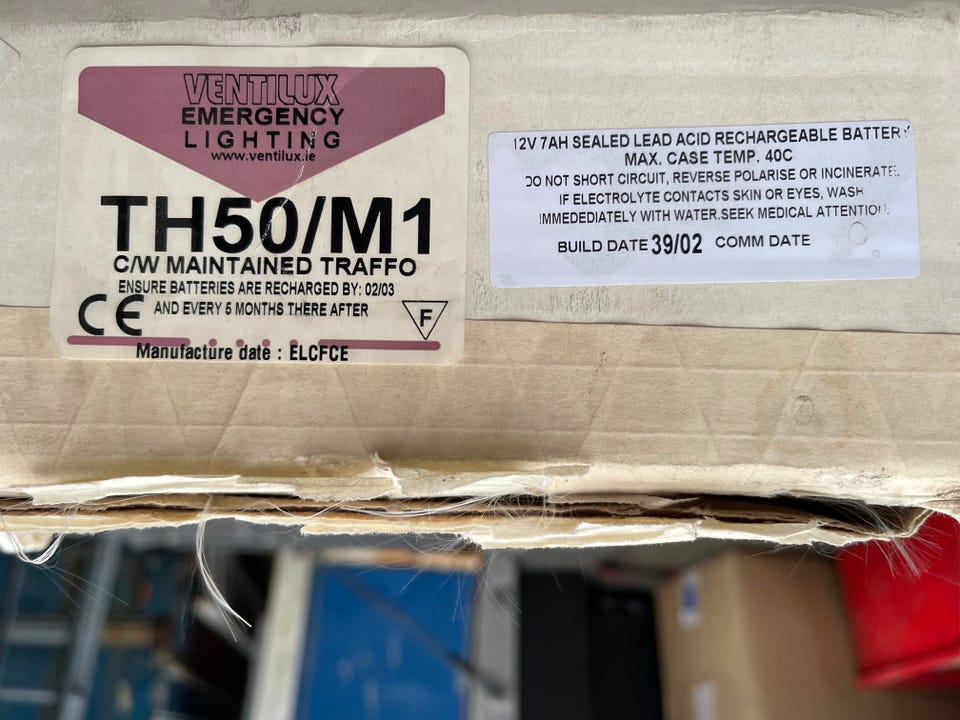 VENTILUX
EMERGENCY
LIGHTING
www.ventilux.ie
TH50/M1
C/W MAINTAINED TRAFFO
ENSURE BATTERIES ARE RECHARGED BY: 02/03
CE AND EVERY 5 MONTHS THERE AFTER
F
Manufacture date : ELCFCE
12V 7AH SEALED LEAD ACID RECHARGEABLE BATTERY
MAX. CASE TEMP. 40C
DO NOT SHORT CIRCUIT, REVERSE POLARISE OR INCINERATE.
IF ELECTROLYTE CONTACTS SKIN OR EYES, WASH
IMMEDEDIATELY WITH WATER.SEEK MEDICAL ATTENTION.
BUILD DATE 39/02 COMM DATE